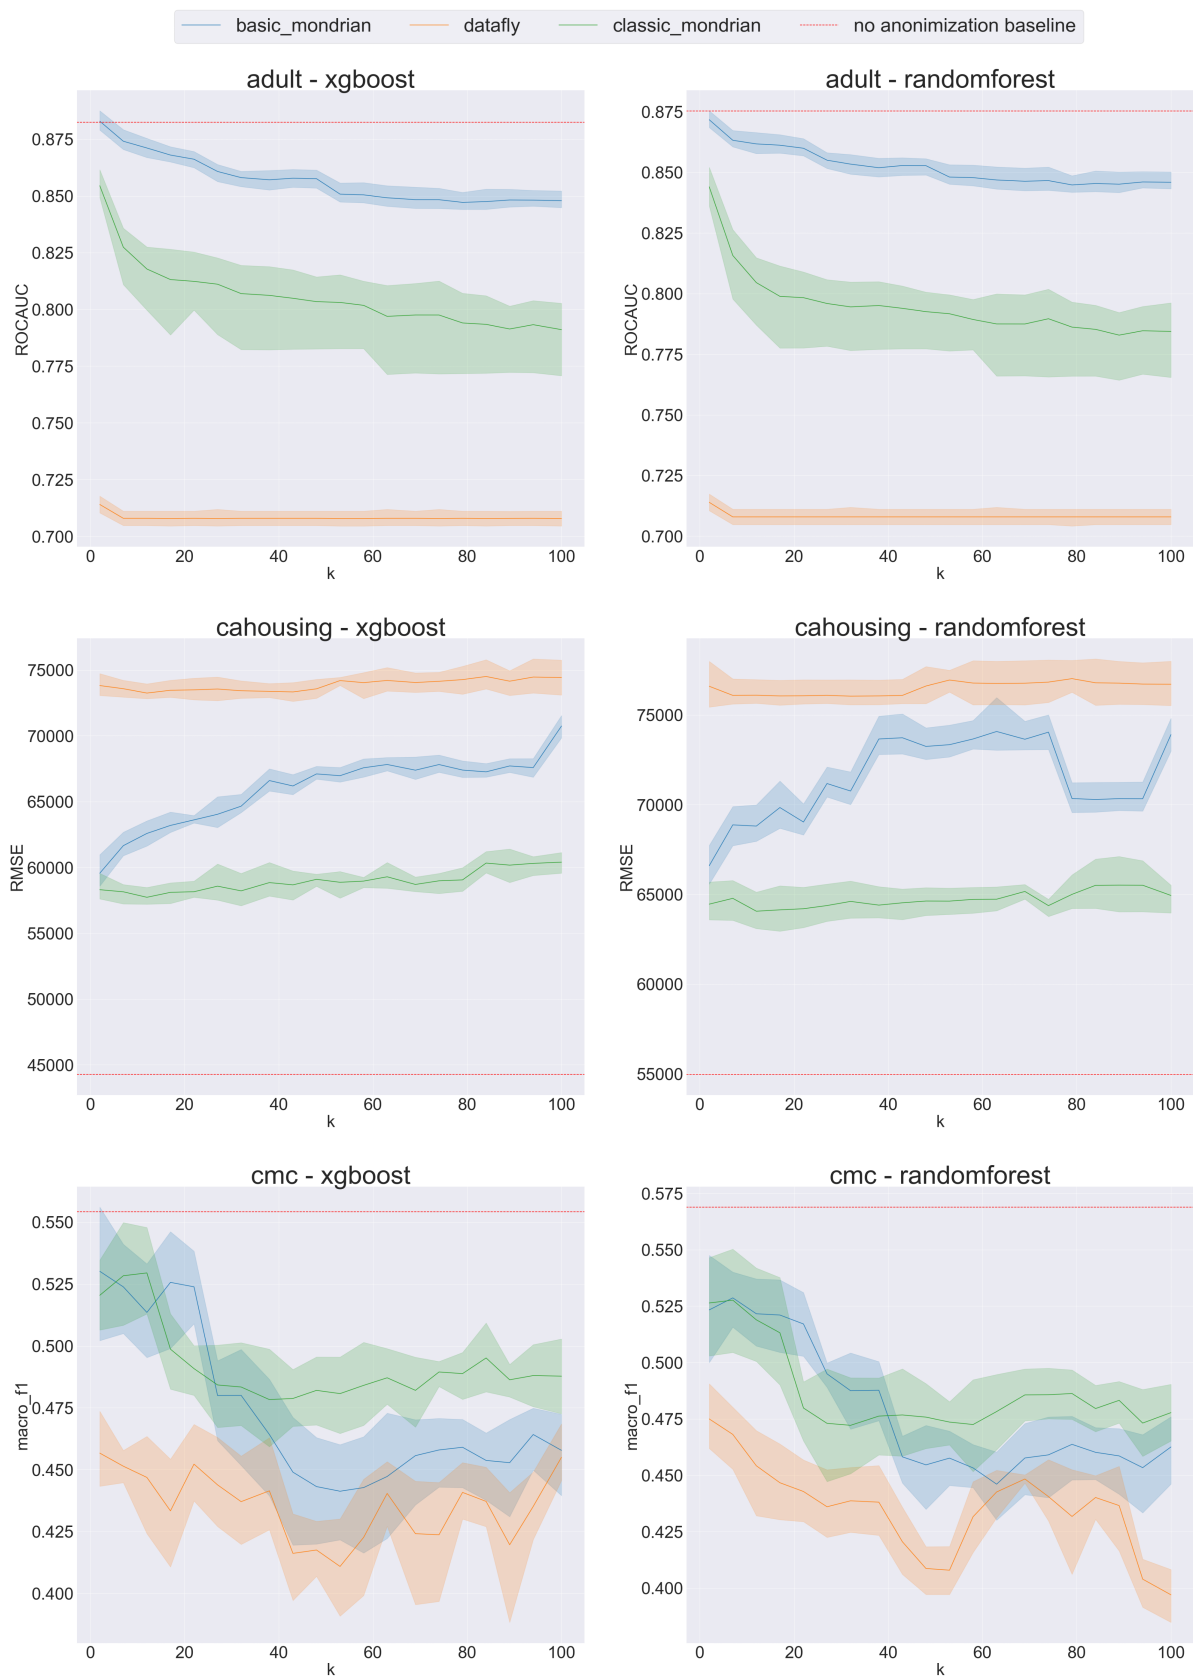 basic_mondrian datafly classic_mondrian no anonimization baseline
adult - xgboost
0.875
0.850
0.825
0.800
0.775
0.750
0.725
0.700
ROCAUC
0 20 40 60 80 100
k
adult - randomforest
0.875
0.850
0.825
0.800
0.775
0.750
0.725
0.700
ROCAUC
0 20 40 60 80 100
k
cahousing - xgboost
75000
70000
65000
60000
55000
50000
45000
RMSE
0 20 40 60 80 100
k
cahousing - randomforest
75000
70000
65000
60000
55000
RMSE
0 20 40 60 80 100
k
cmc - xgboost
0.550
0.525
0.500
0.475
0.450
0.425
0.400
macro_f1
0 20 40 60 80 100
k
cmc - randomforest
0.575
0.550
0.525
0.500
0.475
0.450
0.425
0.400
macro_f1
0 20 40 60 80 100
k